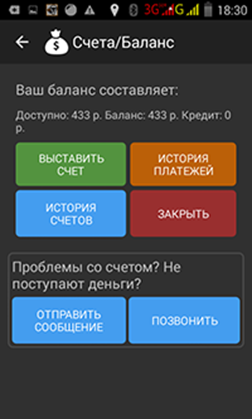 3G G 18:30
Счета/Баланс
Ваш баланс составляет:
Доступно: 433 р. Баланс: 433 р. Кредит: 0
р.
ВЫСТАВИТЬ
СЧЕТ
ИСТОРИЯ
ПЛАТЕЖЕЙ
ИСТОРИЯ
СЧЕТОВ
ЗАКРЫТЬ
Проблемы со счетом? Не
поступают деньги?
ОТПРАВИТЬ
СООБЩЕНИЕ
ПОЗВОНИТЬ